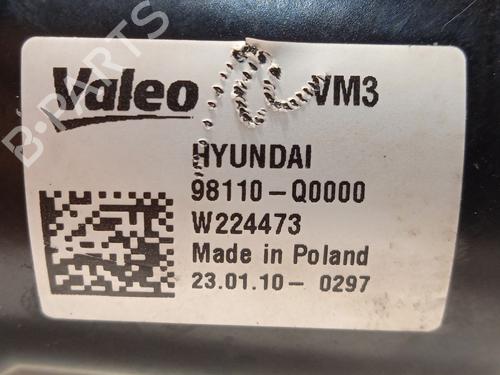 Valeo VM3
HYUNDAI
98110-Q0000
W224473
Made in Poland
23.01.10- 0297
B-PARTS